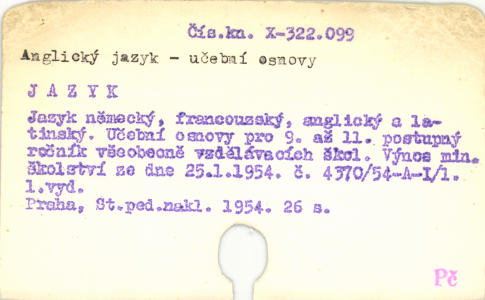 Čís.kn. X-322.099
Anglický jazyk - učební osnovy
JAZYK
Jazyk německý, francouzský, anglický a la-
tinský. Učební osnovy pro 9. až 11. postupný
ročník všeobecně vzdělávacích škol. Výnos min.
školství ze dne 25.1.1954. č. 4370/54-A-I/1.
1.vyd.
Praha, St.ped.nakl. 1954. 26 s.
Pč